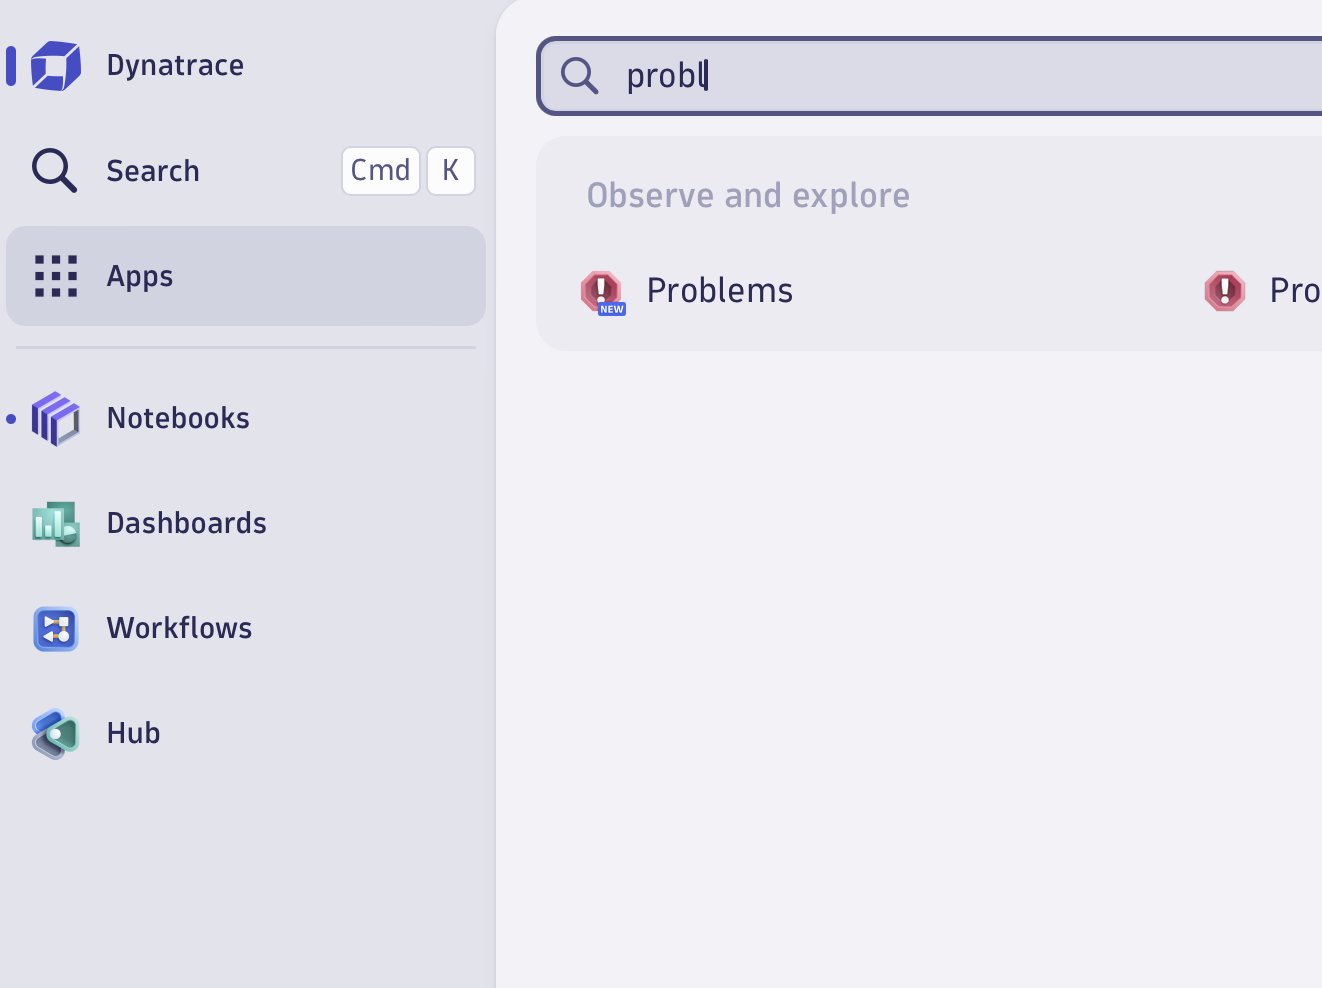 Dynatrace
Search Cmd K
Apps
Notebooks
Dashboards
Workflows
Hub
probl
Observe and explore
Problems
NEW
Pro